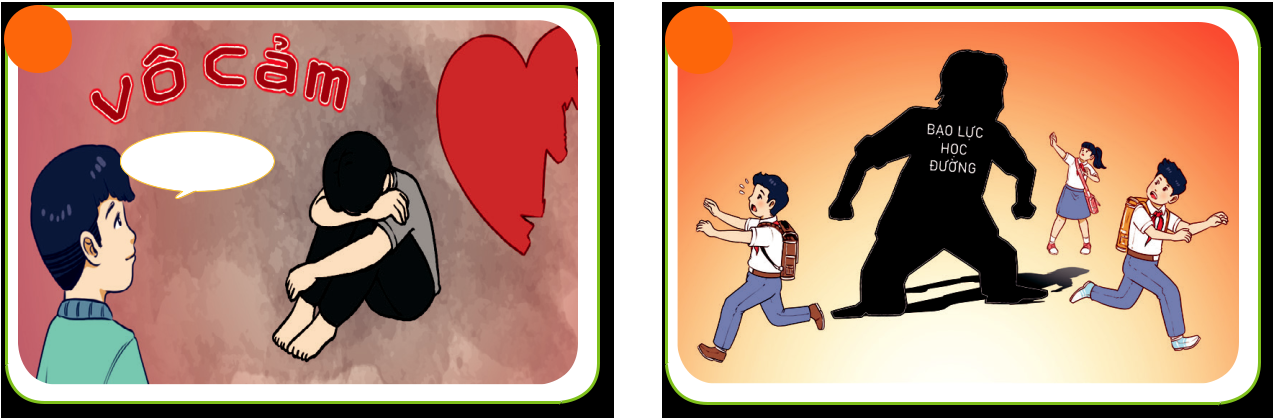 VÔ CẢM
BẠO LỰC
HỌC
ĐƯỜNG